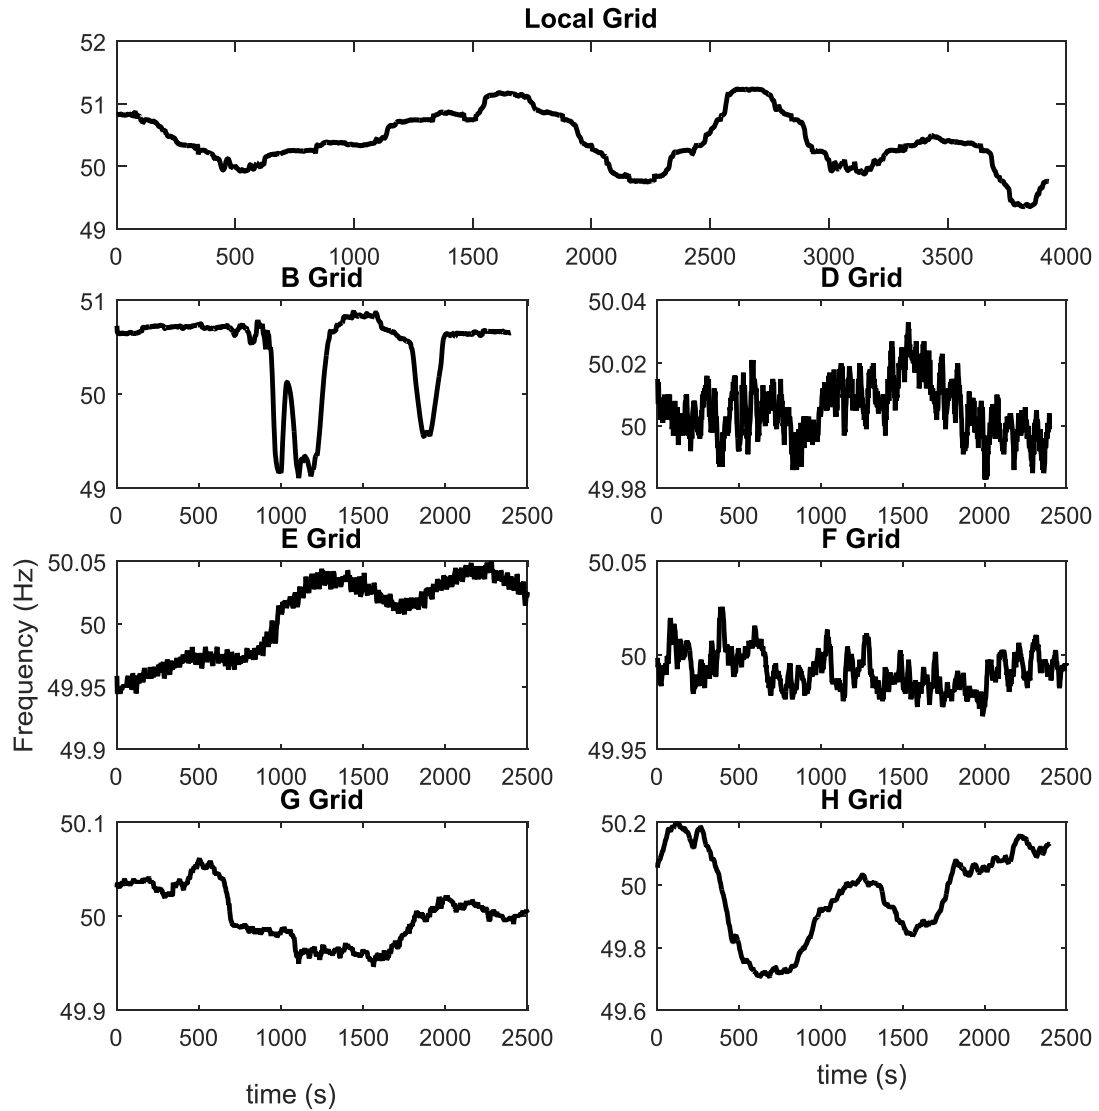 Local Grid
52
51
50
49
0 500 1000 1500 2000 2500 3000 3500 4000
B Grid
51
50
49
0 500 1000 1500 2000 2500
D Grid
50.04
50.02
50
49.98
0 500 1000 1500 2000 2500
E Grid
50.05
50
49.95
49.9
0 500 1000 1500 2000 2500
F Grid
50.05
50
49.95
0 500 1000 1500 2000 2500
Frequency (Hz)
G Grid
50.1
50
49.9
0 500 1000 1500 2000 2500
time (s)
H Grid
50.2
50
49.8
49.6
0 500 1000 1500 2000 2500
time (s)